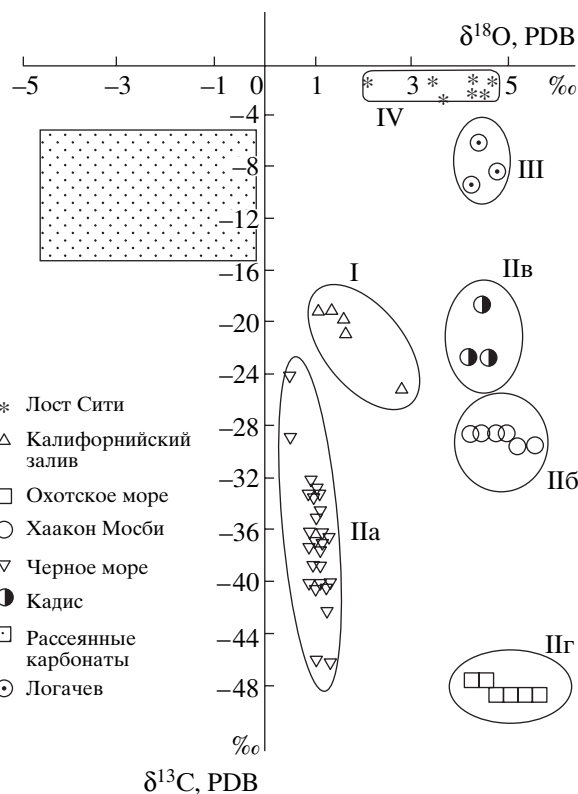 δ18O, PDB
–5 –3 –1 0 1 3 5 ‰
–4
IV
–8
III
–12
–16
I
IIв
–20
–24
* Лост Сити
–28
△ Калифорнийский
залив
IIб
–32
□ Охотское море
○ Хаакон Мосби
–36
IIа
▽ Черное море
–40
Кадис
–44
Рассеянные
карбонаты
IIг
Логачев
–48
‰
δ13C, PDB